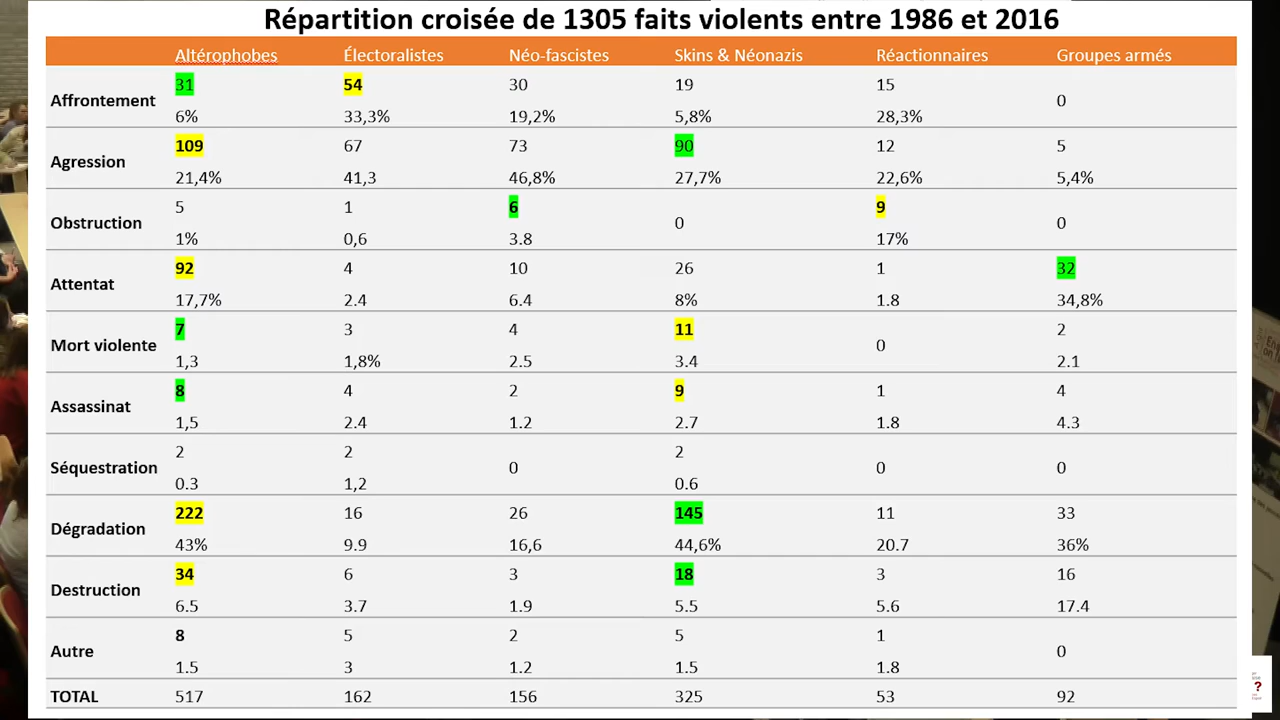 Répartition croisée de 1305 faits violents entre 1986 et 2016
Altérophobes Électoralistes Néo-fascistes Skins & Néonazis Réactionnaires Groupes armés
Affrontement 31 54 30 19 15 0
6% 33,3% 19,2% 5,8% 28,3%
Agression 109 67 73 90 12 5
21,4% 41,3 46,8% 27,7% 22,6% 5,4%
Obstruction 5 1 6 0 9 0
1% 0,6 3.8 17%
Attentat 92 4 10 26 1 32
17,7% 2.4 6.4 8% 1.8 34,8%
Mort violente 7 3 4 11 0 2
1,3 1,8% 2.5 3.4 2.1
Assassinat 8 4 2 9 1 4
1,5 2.4 1.2 2.7 1.8 4.3
Séquestration 2 2 0 2 0 0
0.3 1,2 0.6
Dégradation 222 16 26 145 11 33
43% 9.9 16,6 44,6% 20.7 36%
Destruction 34 6 3 18 3 16
6.5 3.7 1.9 5.5 5.6 17.4
Autre 8 5 2 5 1 0
1.5 3 1.2 1.5 1.8
TOTAL 517 162 156 325 53 92
?